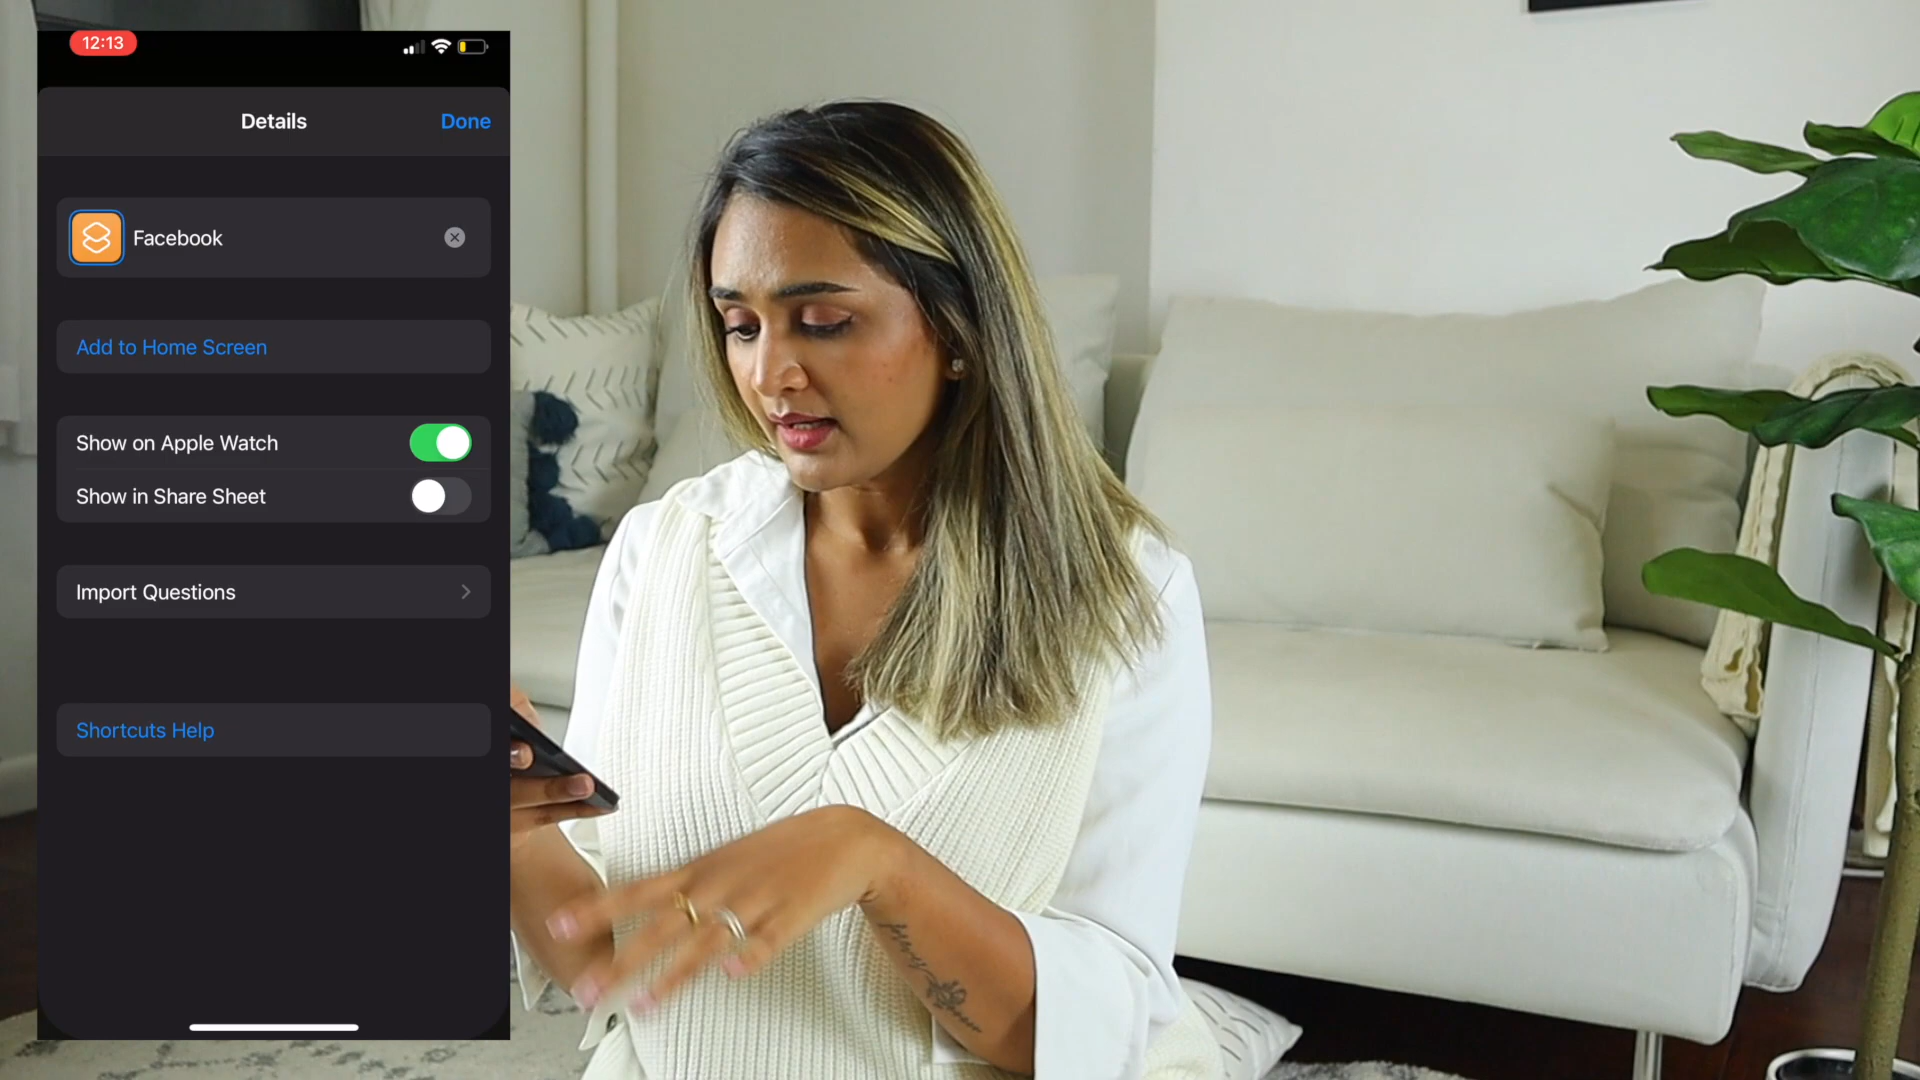 12:13
Details
Done
Facebook
Add to Home Screen
Show on Apple Watch
Show in Share Sheet
Import Questions
Shortcuts Help